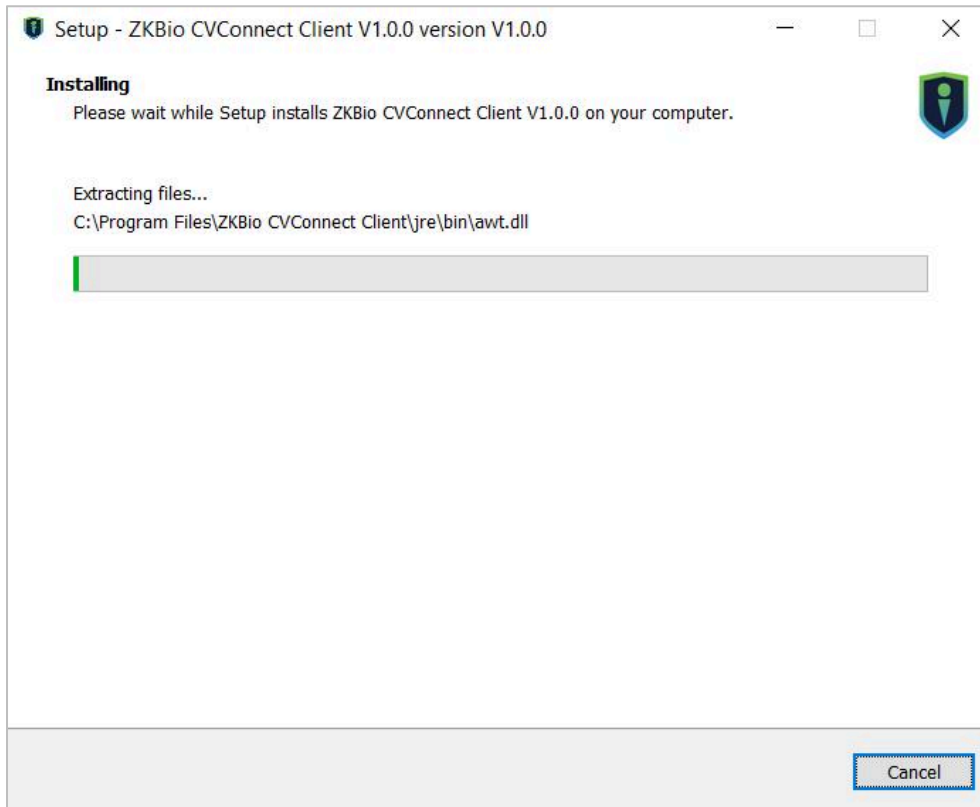 Setup - ZKBio CVConnect Client V1.0.0 version V1.0.0
Installing
Please wait while Setup installs ZKBio CVConnect Client V1.0.0 on your computer.
Extracting files...
C:\Program Files\ZKBio CVConnect Client\jre\bin\awt.dll
Cancel